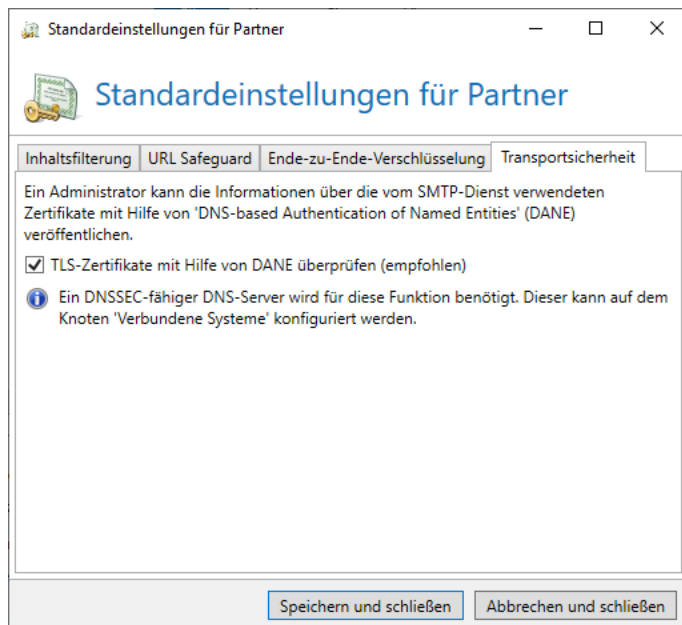 Standardeinstellungen für Partner
Standardeinstellungen für Partner
Inhaltsfilterung URL Safeguard Ende-zu-Ende-Verschlüsselung Transportsicherheit
Ein Administrator kann die Informationen über die vom SMTP-Dienst verwendeten
Zertifikate mit Hilfe von 'DNS-based Authentication of Named Entities' (DANE)
veröffentlichen.
TLS-Zertifikate mit Hilfe von DANE überprüfen (empfohlen)
Ein DNSSEC-fähiger DNS-Server wird für diese Funktion benötigt. Dieser kann auf dem
Knoten 'Verbundene Systeme' konfiguriert werden.
Speichern und schließen Abbrechen und schließen